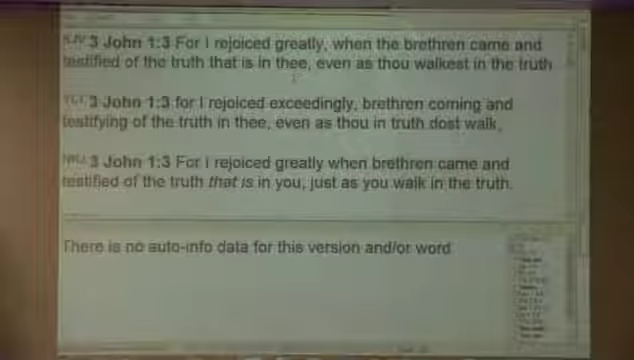 KJV 3 John 1:3 For I rejoiced greatly, when the brethren came and
testified of the truth that is in thee, even as thou walkest in the truth
YLT 3 John 1:3 for I rejoiced exceedingly, brethren coming and
testifying of the truth in thee, even as thou in truth dost walk,
3 John 1:3 For I rejoiced greatly when brethren came and
testified of the truth that is in you, just as you walk in the truth.
There is no auto-info data for this version and/or word